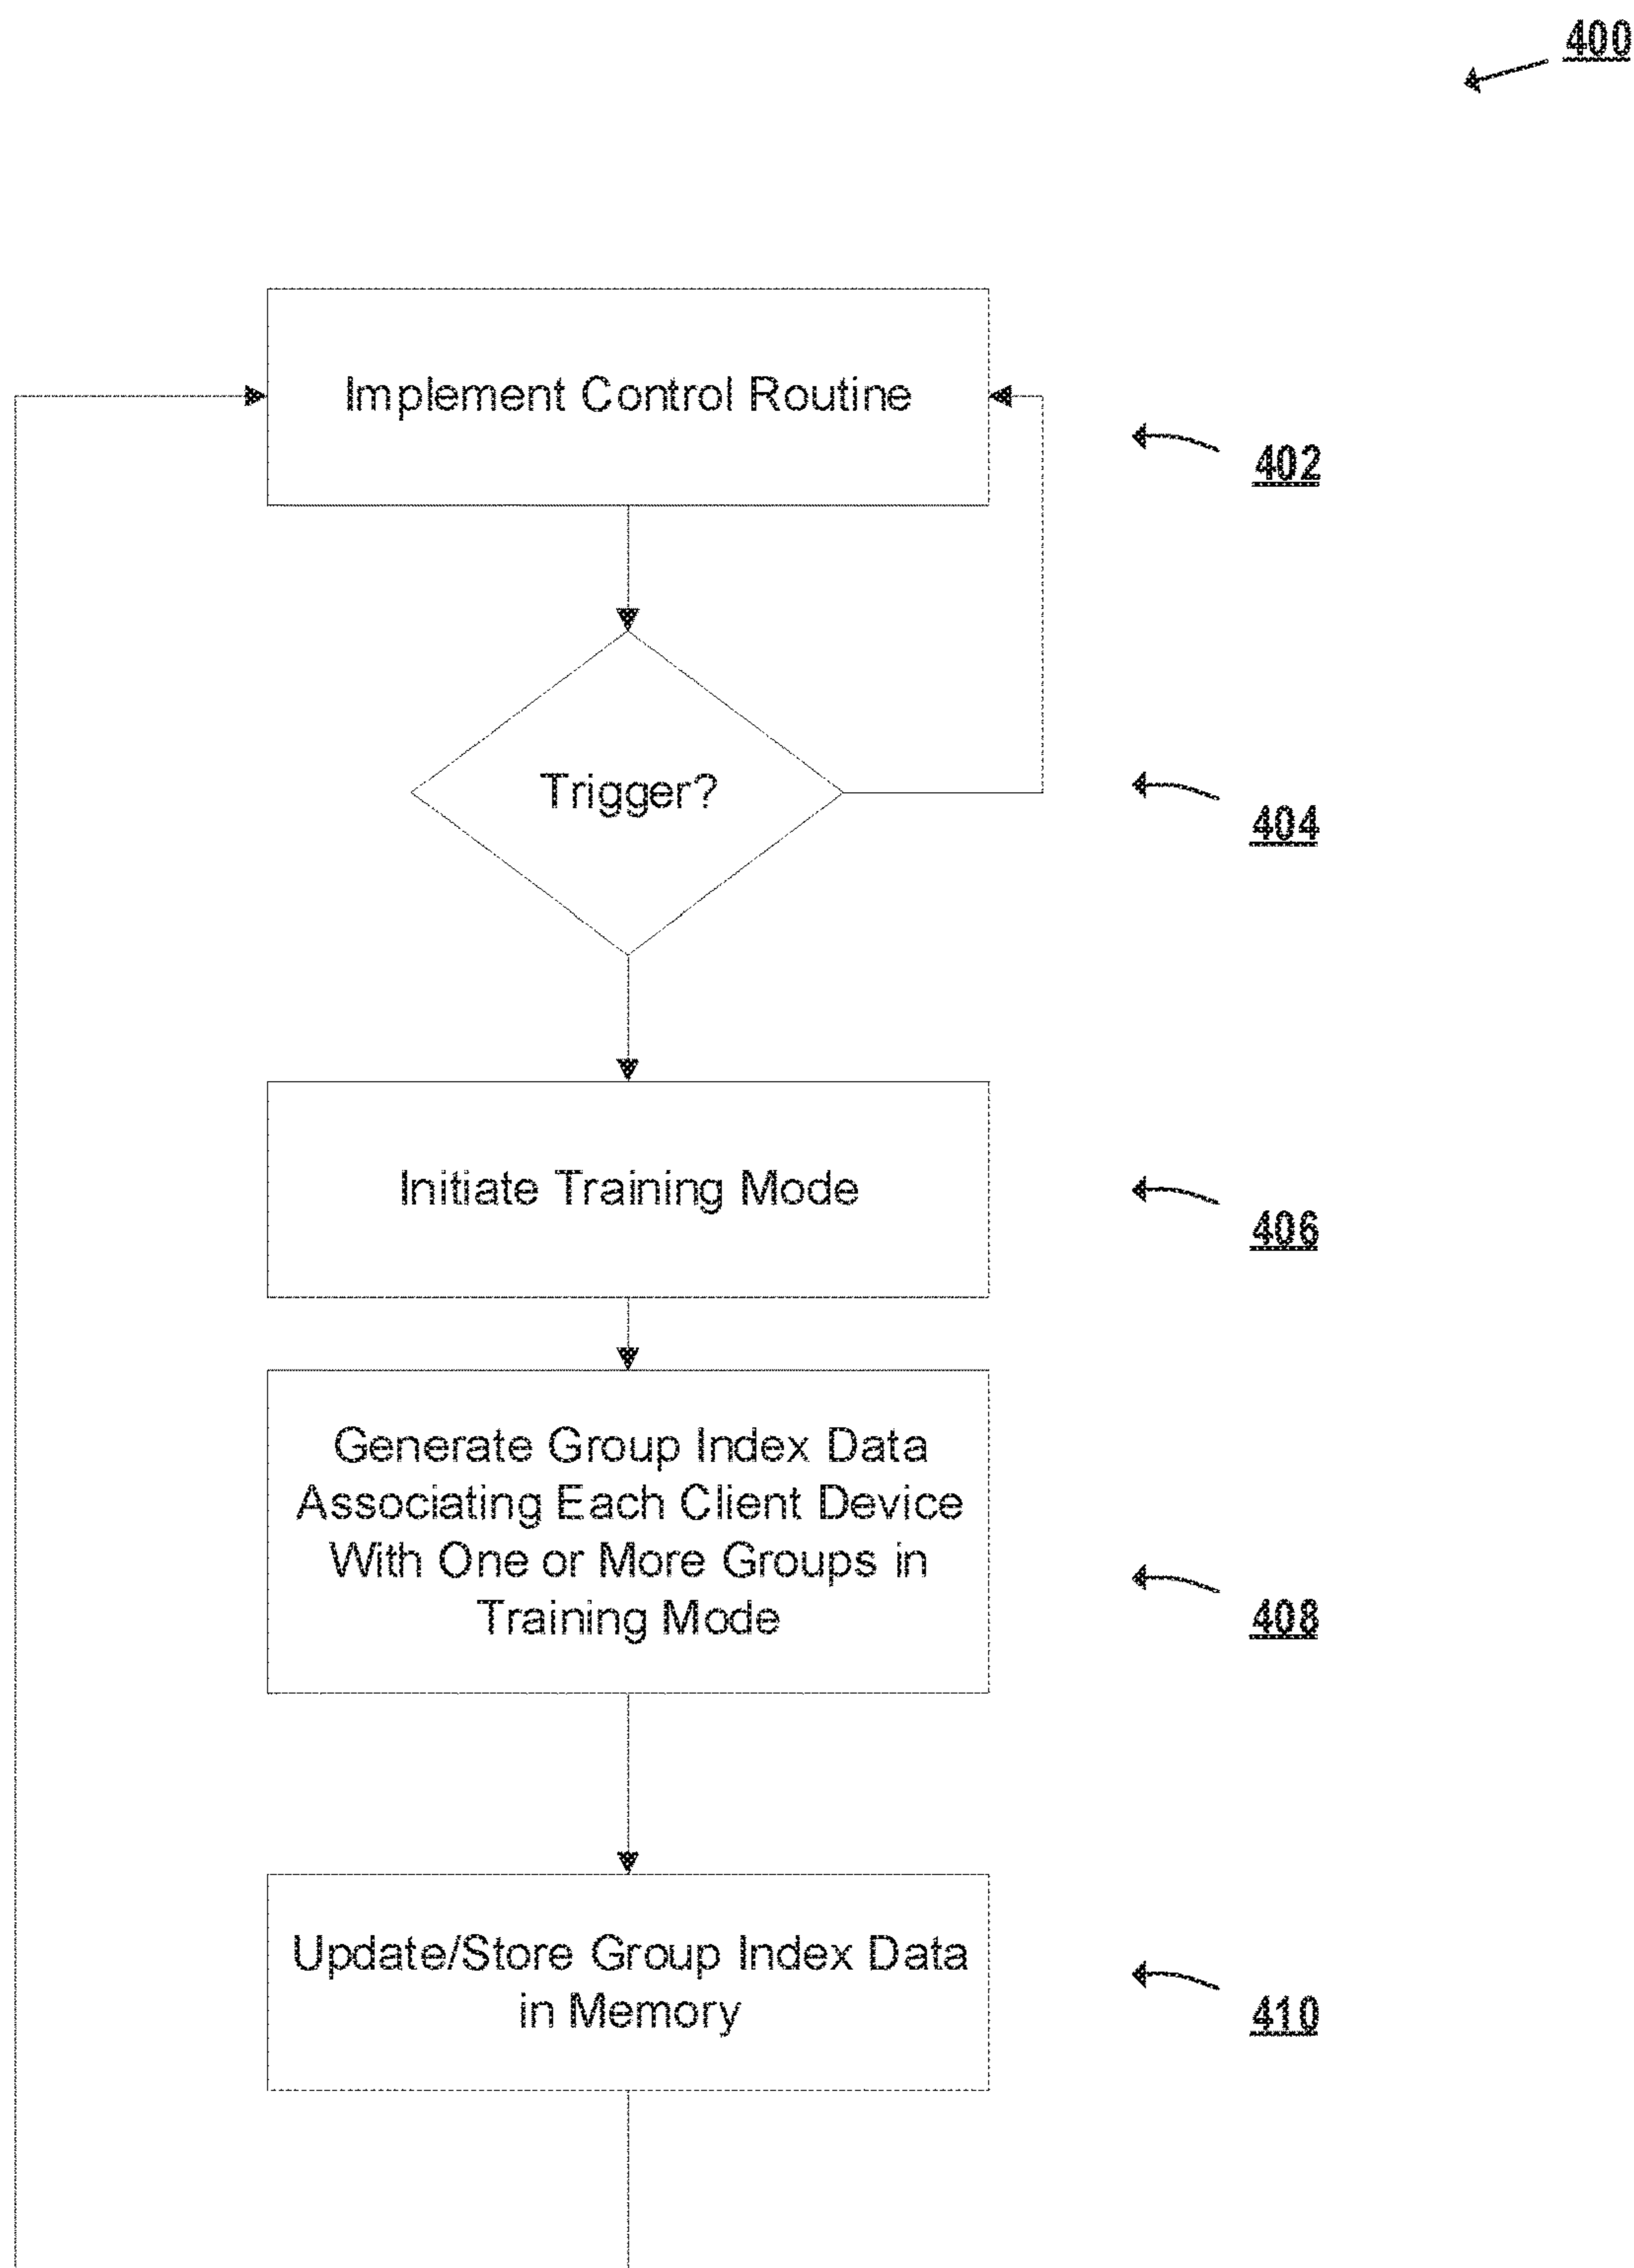 400
Implement Control Routine
402
Trigger?
404
Initiate Training Mode
406
Generate Group Index Data
Associating Each Client Device
With One or More Groups in
Training Mode
408
Update/Store Group Index Data
in Memory
410